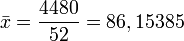 x̄ = 4480/52 = 86,15385